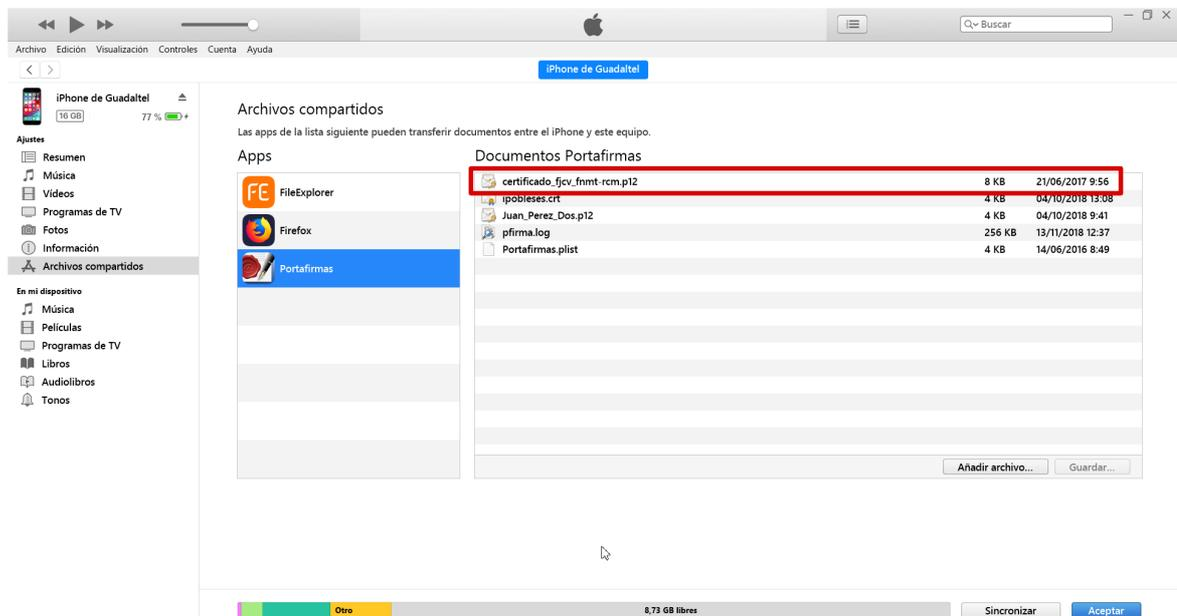 Buscar
Archivo Edición Visualización Controles Cuenta Ayuda
iPhone de Guadaltel
iPhone de Guadaltel
16 GB 77 %
Ajustes
Resumen
Música
Vídeos
Programas de TV
Fotos
Información
Archivos compartidos
En mi dispositivo
Música
Películas
Programas de TV
Libros
Audiolibros
Tonos
Archivos compartidos
Las apps de la lista siguiente pueden transferir documentos entre el iPhone y este equipo.
Apps
FE FileExplorer
Firefox
Portafirmas
Documentos Portafirmas
certificado_fjcv_fnmt-rcm.p12 8 KB 21/06/2017 9:56
ipobleses.crt 4 KB 04/10/2018 13:08
Juan_Perez_Dos.p12 4 KB 04/10/2018 9:41
pfirma.log 256 KB 13/11/2018 12:37
Portafirmas.plist 4 KB 14/06/2016 8:49
Añadir archivo... Guardar...
Otro 8,73 GB libres Sincronizar Aceptar